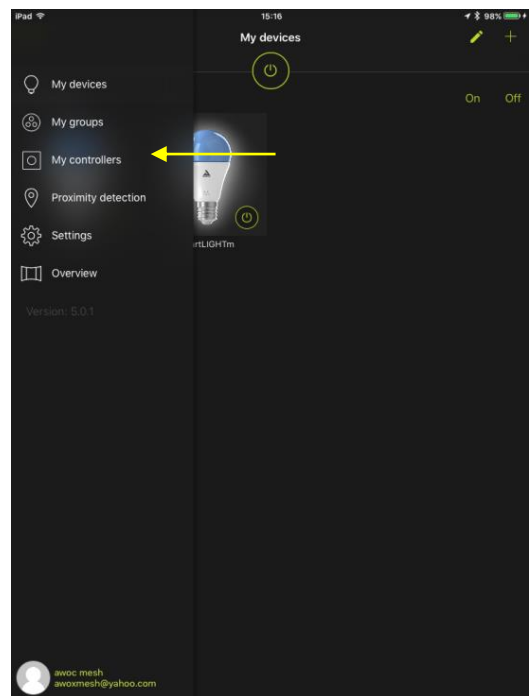 iPad 15:16 98%
My devices
My devices
On Off
My groups
My controllers
Proximity detection
Settings
rtLIGHTm
Overview
Version: 5.0.1
awoc mesh
awoxmesh@yahoo.com